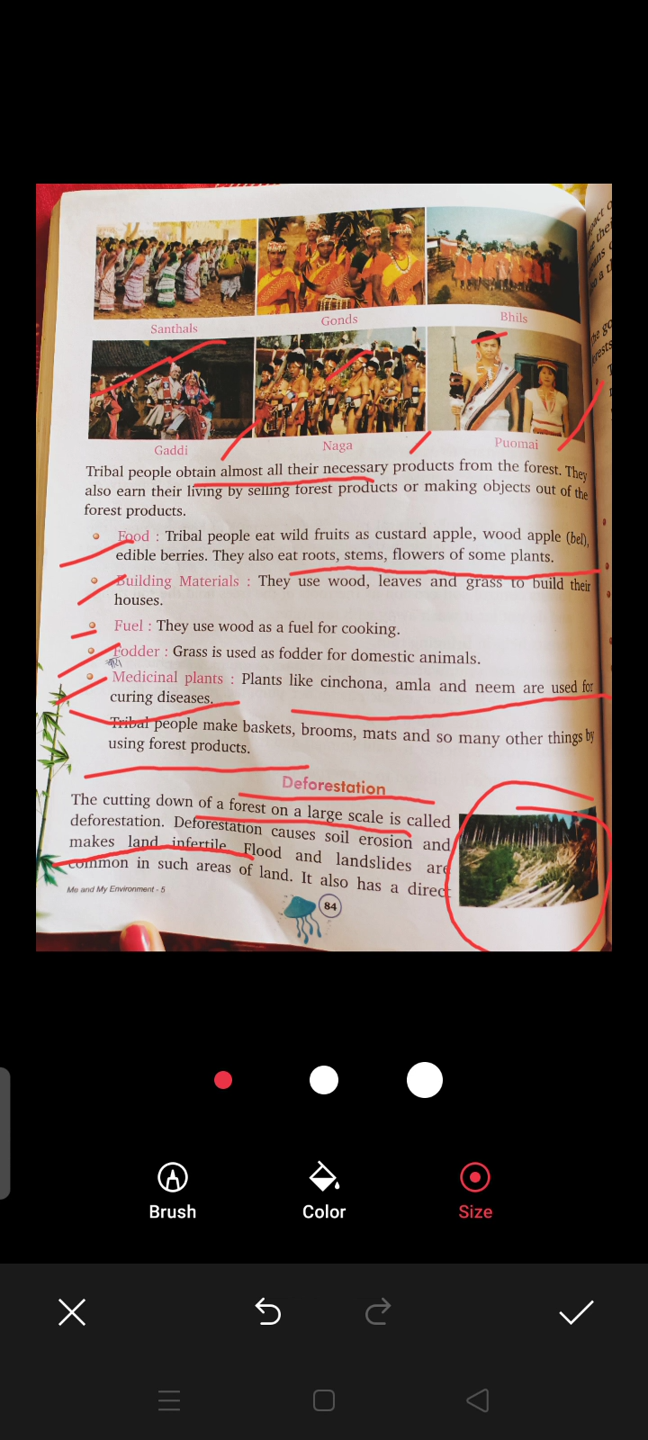 Santhals
Gonds
Bhils
Gaddi
Naga
Puomai
Tribal people obtain almost all their necessary products from the forest. They
also earn their living by selling forest products or making objects out of the
forest products.
Food : Tribal people eat wild fruits as custard apple, wood apple (bel),
edible berries. They also eat roots, stems, flowers of some plants.
Building Materials : They use wood, leaves and grass to build their
houses.
Fuel : They use wood as a fuel for cooking.
Fodder : Grass is used as fodder for domestic animals.
Medicinal plants : Plants like cinchona, amla and neem are used for
curing diseases.
Tribal people make baskets, brooms, mats and so many other things by
using forest products.
Deforestation
The cutting down of a forest on a large scale is called
deforestation. Deforestation causes soil erosion and
makes land infertile. Flood and landslides are
common in such areas of land. It also has a direct
Me and My Environment - 5
84
Brush
Color
Size